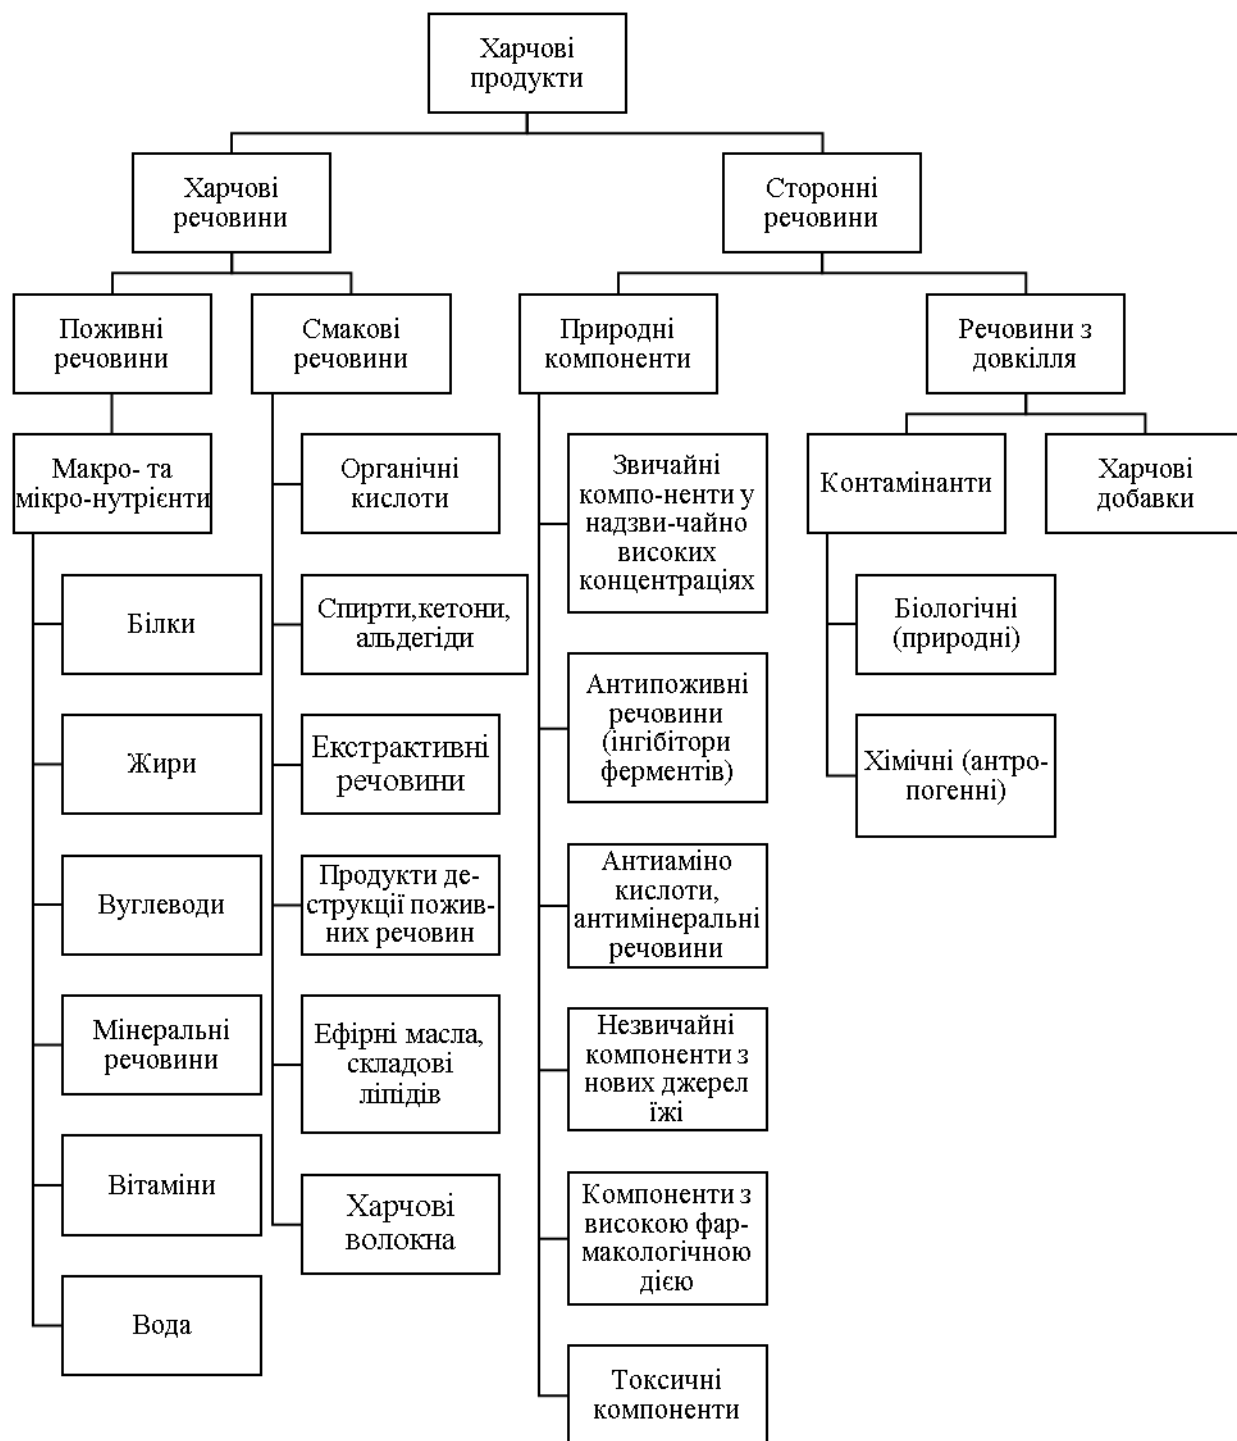 Харчові
продукти
Харчові
речовини
Сторонні
речовини
Поживні
речовини
Смакові
речовини
Природні
компоненти
Речовини з
довкілля
Макро- та
мікро-нутрієнти
Білки
Жири
Вуглеводи
Мінеральні
речовини
Вітаміни
Вода
Органічні
кислоти
Спирти,кетони,
альдегіди
Екстрактивні
речовини
Продукти де-
струкції пожив-
них речовин
Ефірні масла,
складові
ліпідів
Харчові
волокна
Звичайні
компо-ненти у
надзви-чайно
високих
концентраціях
Антипоживні
речовини
(інгібітори
ферментів)
Антиаміно
кислоти,
антимінеральні
речовини
Незвичайні
компоненти з
нових джерел
їжі
Компоненти з
високою фар-
макологічною
дією
Токсичні
компоненти
Контамінанти
Біологічні
(природні)
Хімічні (антро-
погенні)
Харчові
добавки